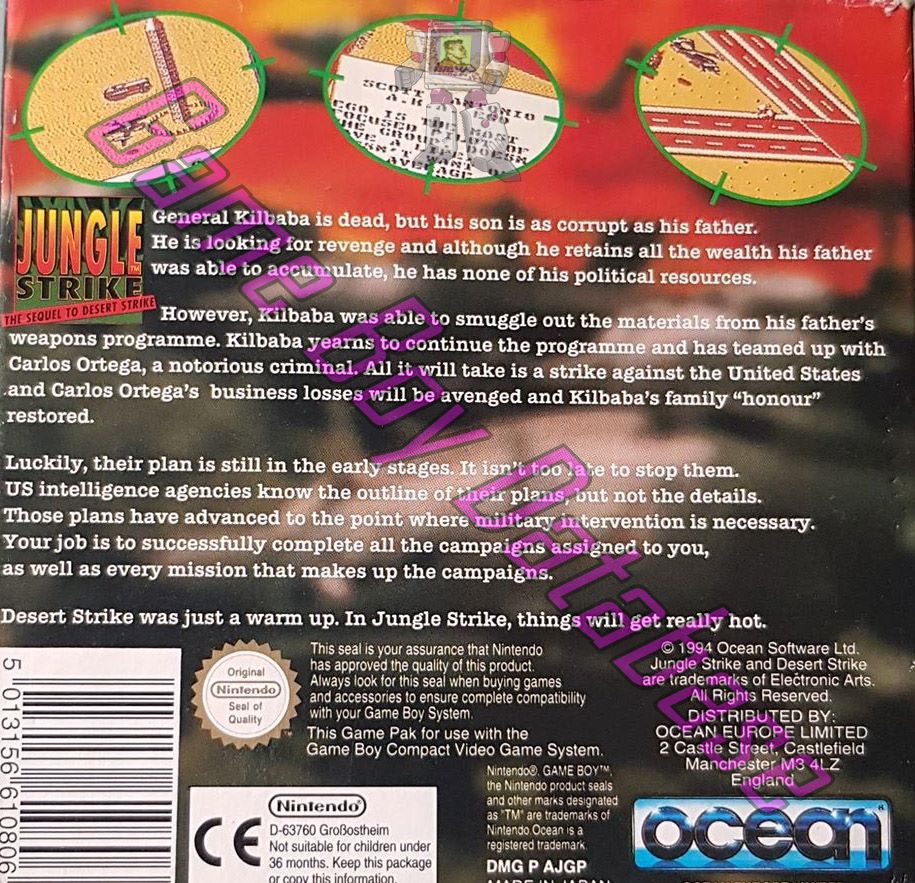 EGO IS THE MOST
FOCUSED PILOT OF
JUNGLE
STRIKE
TM
THE SEQUEL TO DESERT STRIKE
General Kilbaba is dead, but his son is as corrupt as his father.
He is looking for revenge and although he retains all the wealth his father
was able to accumulate, he has none of his political resources.
However, Kilbaba was able to smuggle out the materials from his father's
weapons programme. Kilbaba yearns to continue the programme and has teamed up with
Carlos Ortega, a notorious criminal. All it will take is a strike against the United States
and Carlos Ortega's business losses will be avenged and Kilbaba's family “honour”
restored.
Luckily, their plan is still in the early stages. It isn't too late to stop them.
US intelligence agencies know the outline of their plans, but not the details.
Those plans have advanced to the point where military intervention is necessary.
Your job is to successfully complete all the campaigns assigned to you,
as well as every mission that makes up the campaigns.
Desert Strike was just a warm up. In Jungle Strike, things will get really hot.
5 013156 610806
Original
Nintendo
Seal of
Quality
This seal is your assurance that Nintendo
has approved the quality of this product.
Always look for this seal when buying games
and accessories to ensure complete compatibility
with your Game Boy System.
This Game Pak for use with the
Game Boy Compact Video Game System.
© 1994 Ocean Software Ltd.
Jungle Strike and Desert Strike
are trademarks of Electronic Arts.
All Rights Reserved.
DISTRIBUTED BY:
OCEAN EUROPE LIMITED
2 Castle Street, Castlefield
Manchester M3 4LZ
England
CE
Nintendo®
D-63760 Großostheim
Not suitable for children under
36 months. Keep this package
or copy this information.
Nintendo®, GAME BOY™,
the Nintendo product seals
and other marks designated
as "TM" are trademarks of
Nintendo. Ocean is a
registered trademark
DMG P AJGP
MADE IN JAPAN
ocean®
Game Boy Database